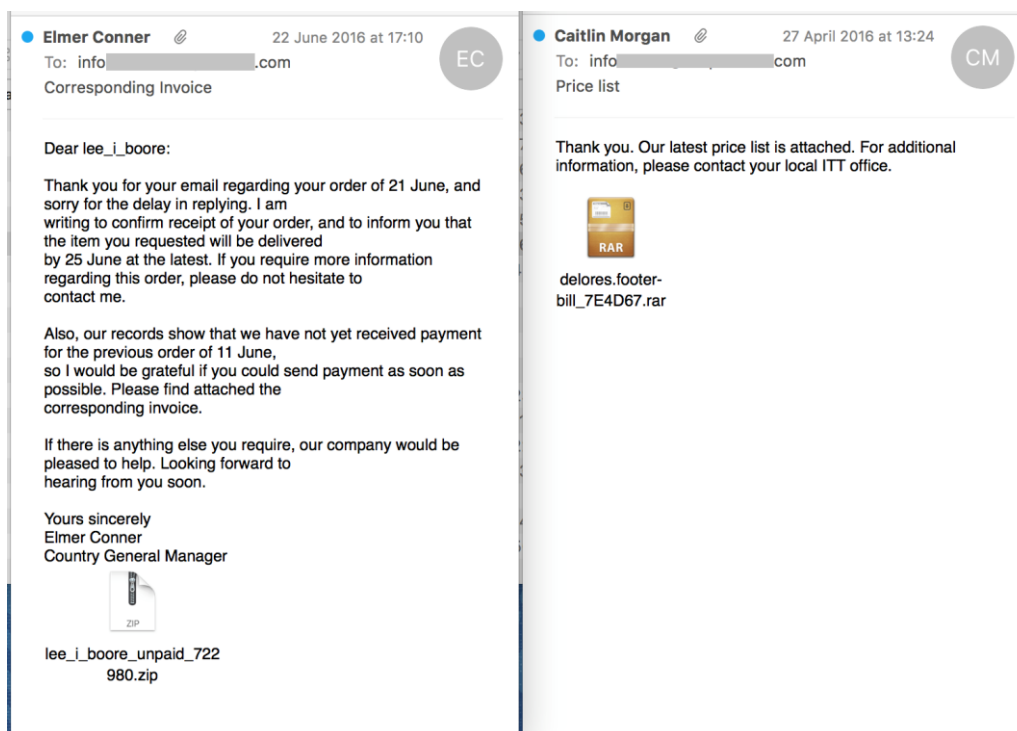 Elmer Conner
22 June 2016 at 17:10
EC
To: info .com
Corresponding Invoice
Dear lee_i_boore:
Thank you for your email regarding your order of 21 June, and
sorry for the delay in replying. I am
writing to confirm receipt of your order, and to inform you that
the item you requested will be delivered
by 25 June at the latest. If you require more information
regarding this order, please do not hesitate to
contact me.
Also, our records show that we have not yet received payment
for the previous order of 11 June,
so I would be grateful if you could send payment as soon as
possible. Please find attached the
corresponding invoice.
If there is anything else you require, our company would be
pleased to help. Looking forward to
hearing from you soon.
Yours sincerely
Elmer Conner
Country General Manager
ZIP
lee_i_boore_unpaid_722
980.zip
Caitlin Morgan
27 April 2016 at 13:24
CM
To: info com
Price list
Thank you. Our latest price list is attached. For additional
information, please contact your local ITT office.
RAR
delores.footer-
bill_7E4D67.rar